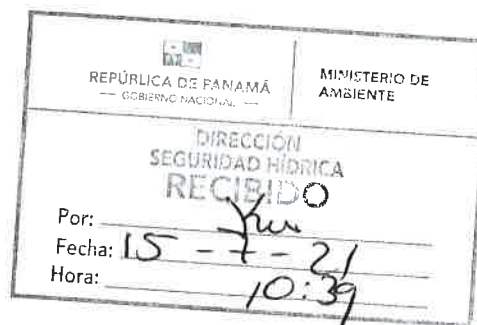 REPÚBLICA DE PANAMÁ
— GOBIERNO NACIONAL —
MINISTERIO DE
AMBIENTE
DIRECCIÓN
SEGURIDAD HÍDRICA
RECIBIDO
Por:
Fecha: 15 - 7 - 21
Hora: 10:39